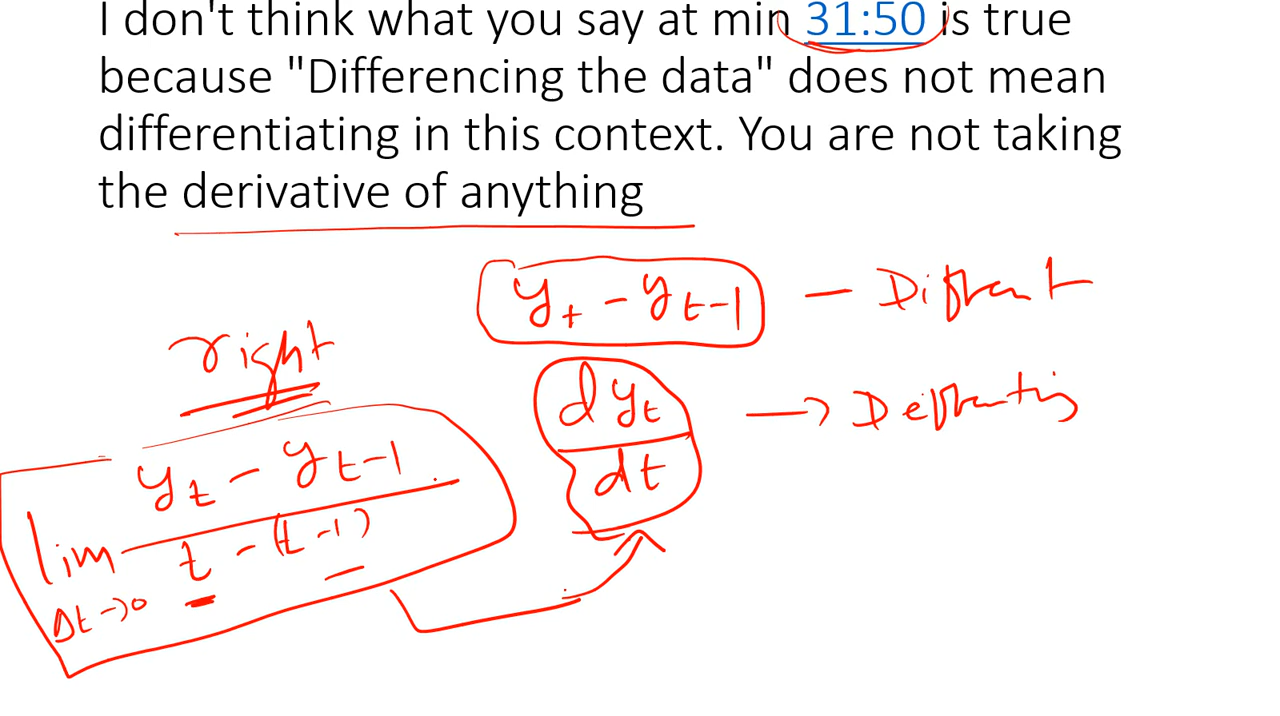 I don't think what you say at min 31:50 is true
because "Differencing the data" does not mean
differentiating in this context. You are not taking
the derivative of anything
y_t - y_{t-1} —
right
dy_t / dt →
lim Δt→0 y_t - y_{t-1} / t - (t-1)